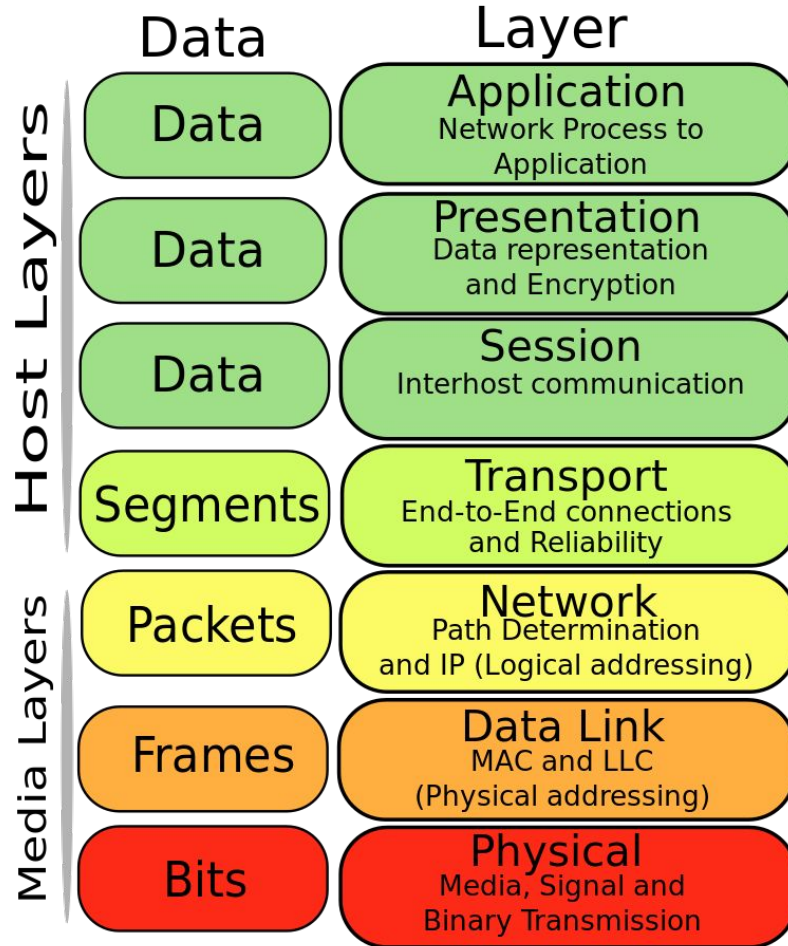 Data
Layer
Host Layers
Data
Application
Network Process to
Application
Data
Presentation
Data representation
and Encryption
Data
Session
Interhost communication
Segments
Transport
End-to-End connections
and Reliability
Media Layers
Packets
Network
Path Determination
and IP (Logical addressing)
Frames
Data Link
MAC and LLC
(Physical addressing)
Bits
Physical
Media, Signal and
Binary Transmission